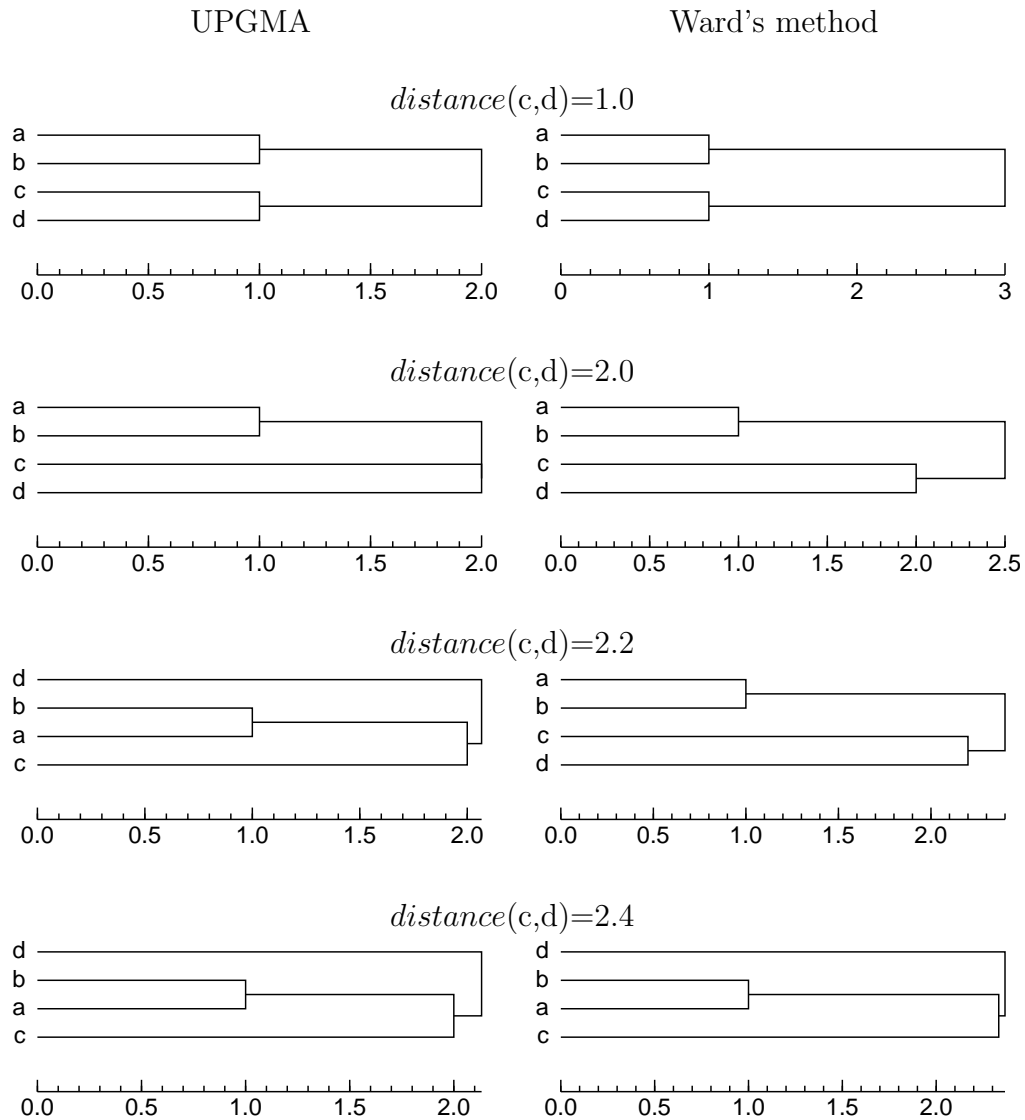 UPGMA Ward's method
distance(c,d)=1.0
a a
b b
c c
d d
0.0 0.5 1.0 1.5 2.0 0 1 2 3
distance(c,d)=2.0
a a
b b
c c
d d
0.0 0.5 1.0 1.5 2.0 0.0 0.5 1.0 1.5 2.0 2.5
distance(c,d)=2.2
d a
b b
a c
c d
0.0 0.5 1.0 1.5 2.0 0.0 0.5 1.0 1.5 2.0
distance(c,d)=2.4
d d
b b
a a
c c
0.0 0.5 1.0 1.5 2.0 0.0 0.5 1.0 1.5 2.0